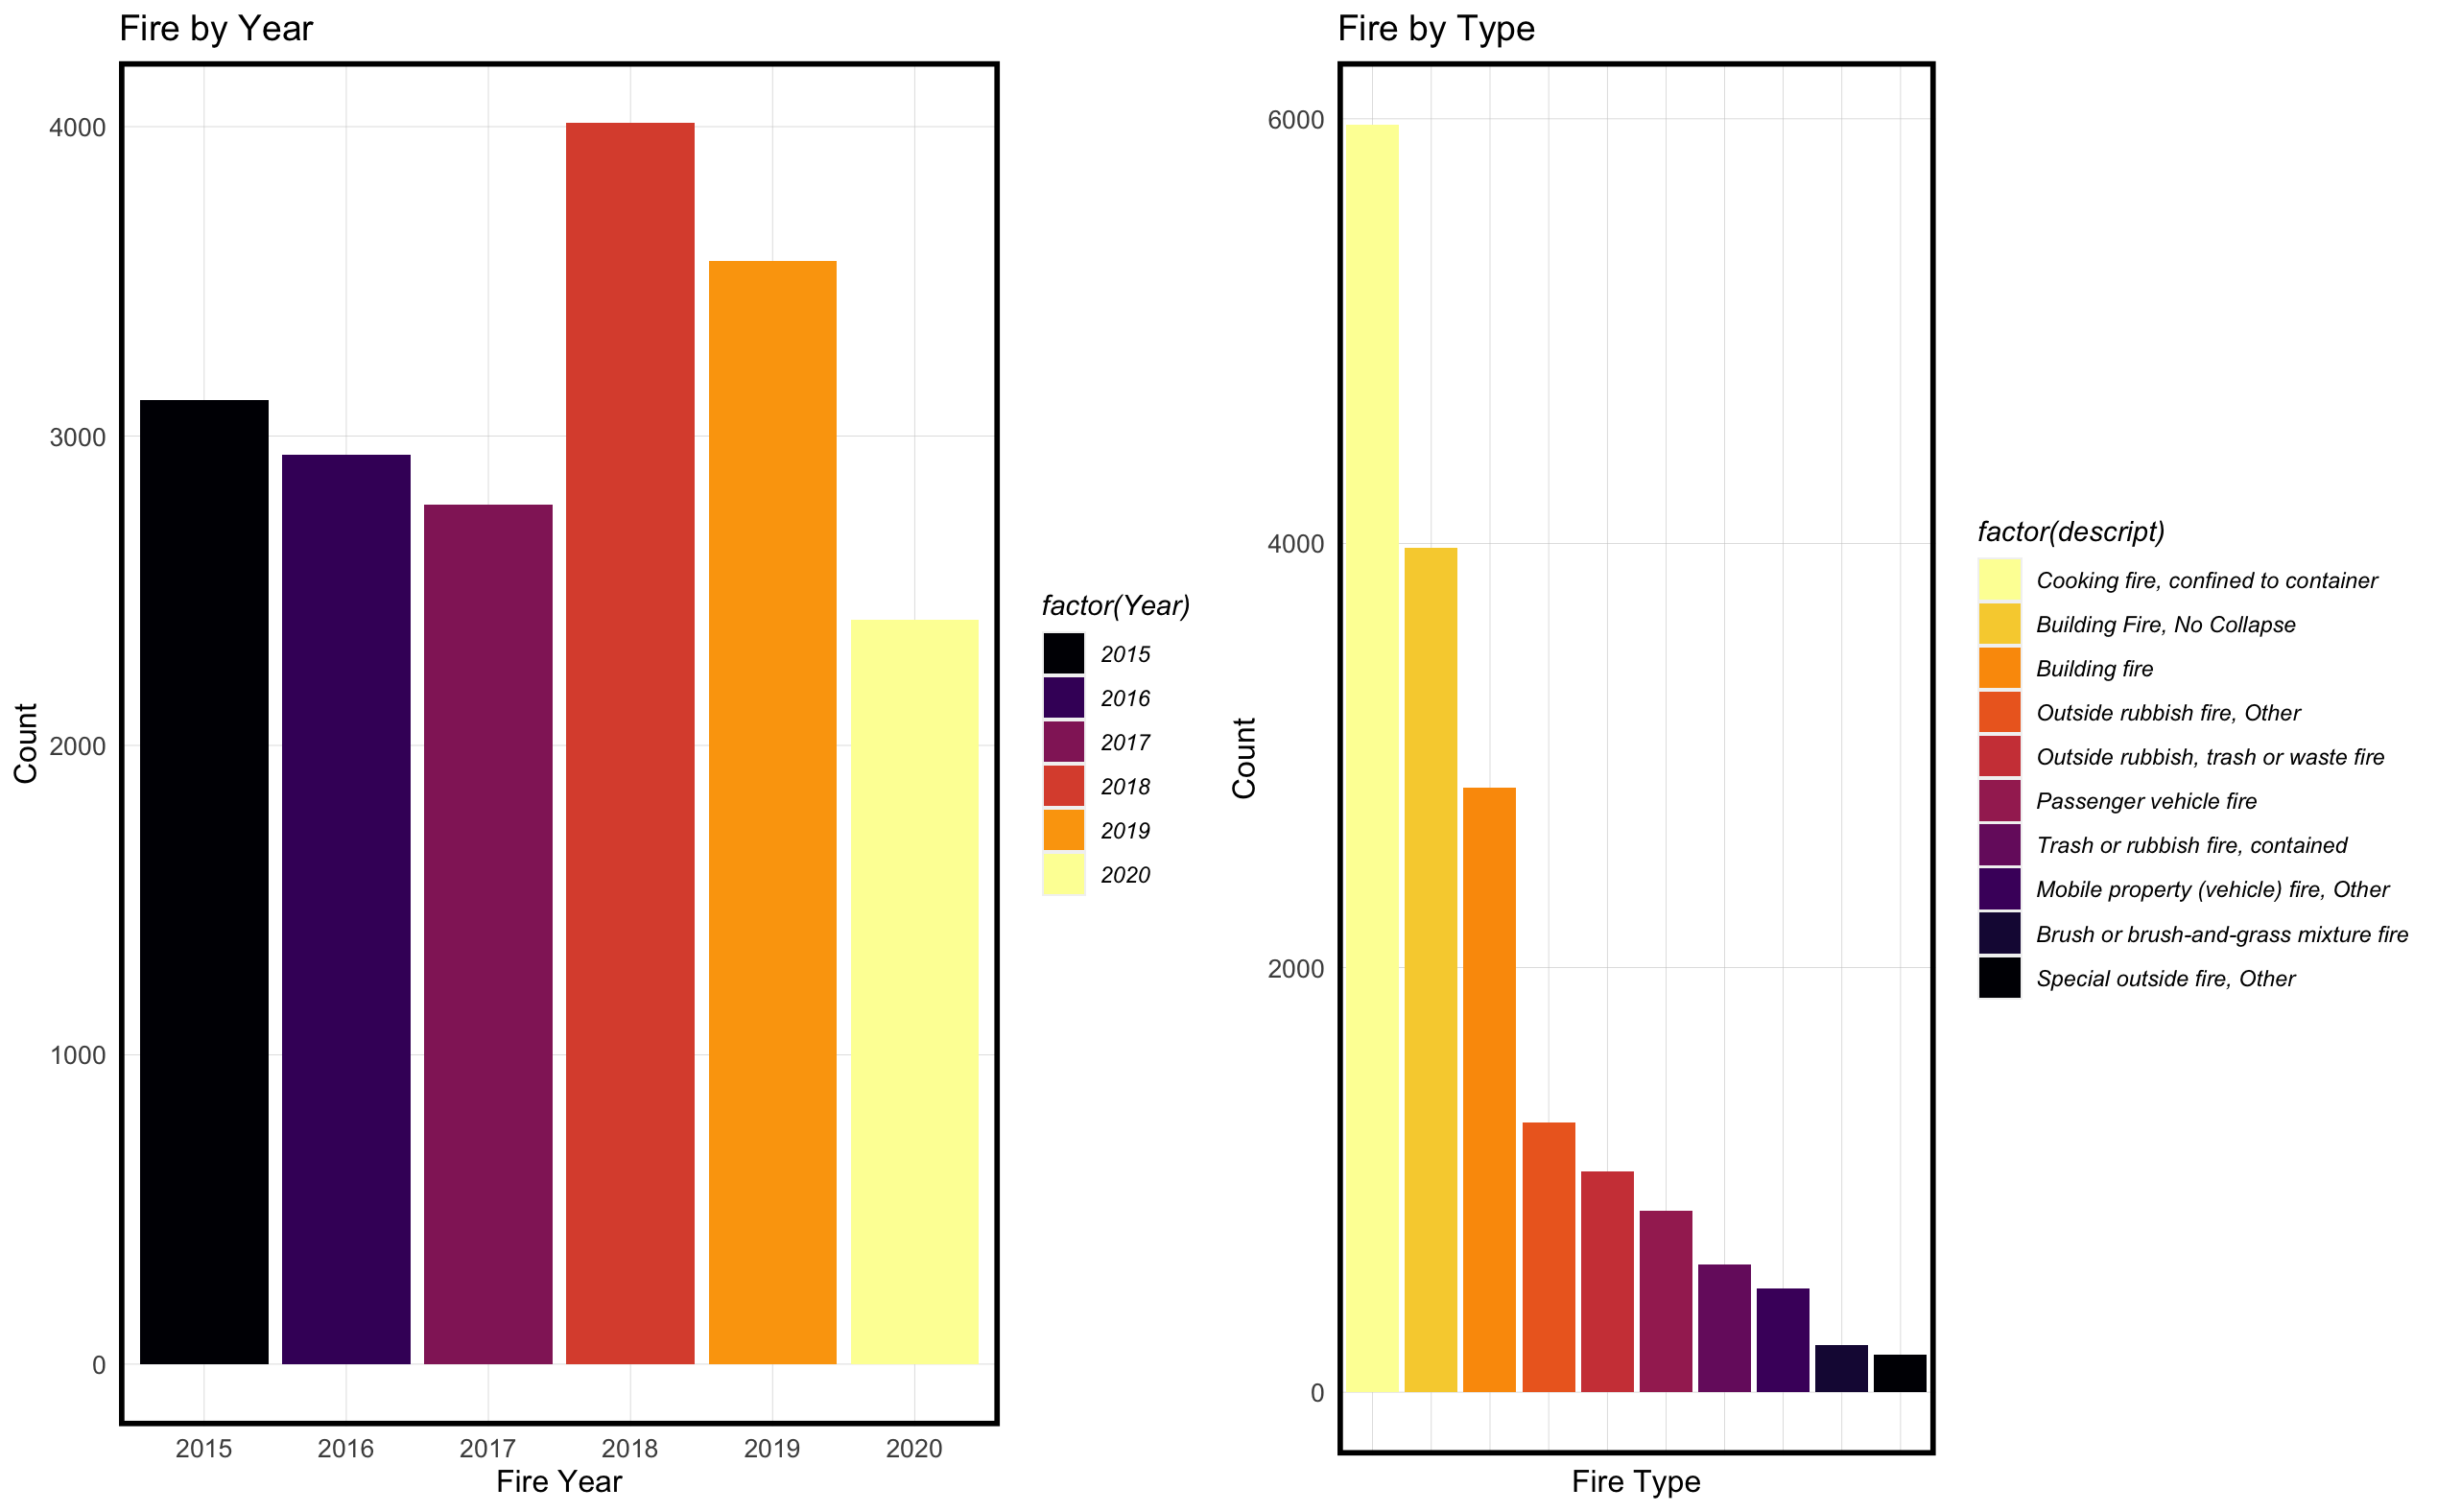 Fire by Year
4000
3000
2000
1000
0
Count
2015
2016
2017
2018
2019
2020
Fire Year
factor(Year)
2015
2016
2017
2018
2019
2020
Fire by Type
6000
4000
2000
0
Count
Fire Type
factor(descript)
Cooking fire, confined to container
Building Fire, No Collapse
Building fire
Outside rubbish fire, Other
Outside rubbish, trash or waste fire
Passenger vehicle fire
Trash or rubbish fire, contained
Mobile property (vehicle) fire, Other
Brush or brush-and-grass mixture fire
Special outside fire, Other